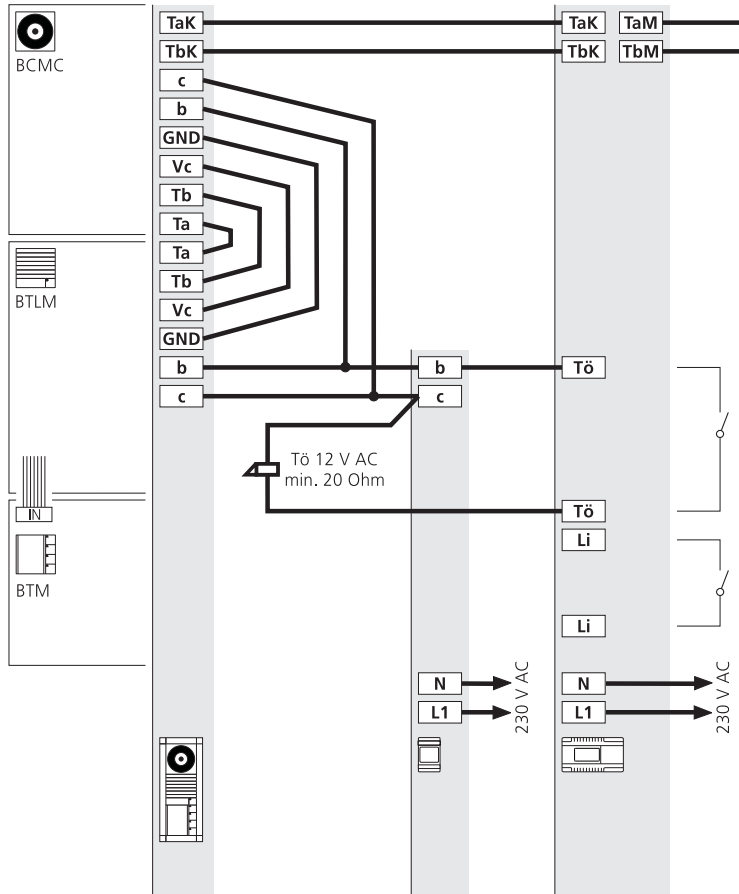 TaK TaK TaM
BCMC TbK TbK TbM
c
b
GND
Vc
Tb
Ta
Ta
Tb
BTLM Vc
GND
b b Tö
c c
Tö 12 V AC
min. 20 Ohm
IN Tö
Li
BTM
Li
N N
L1 L1
230 V AC 230 V AC